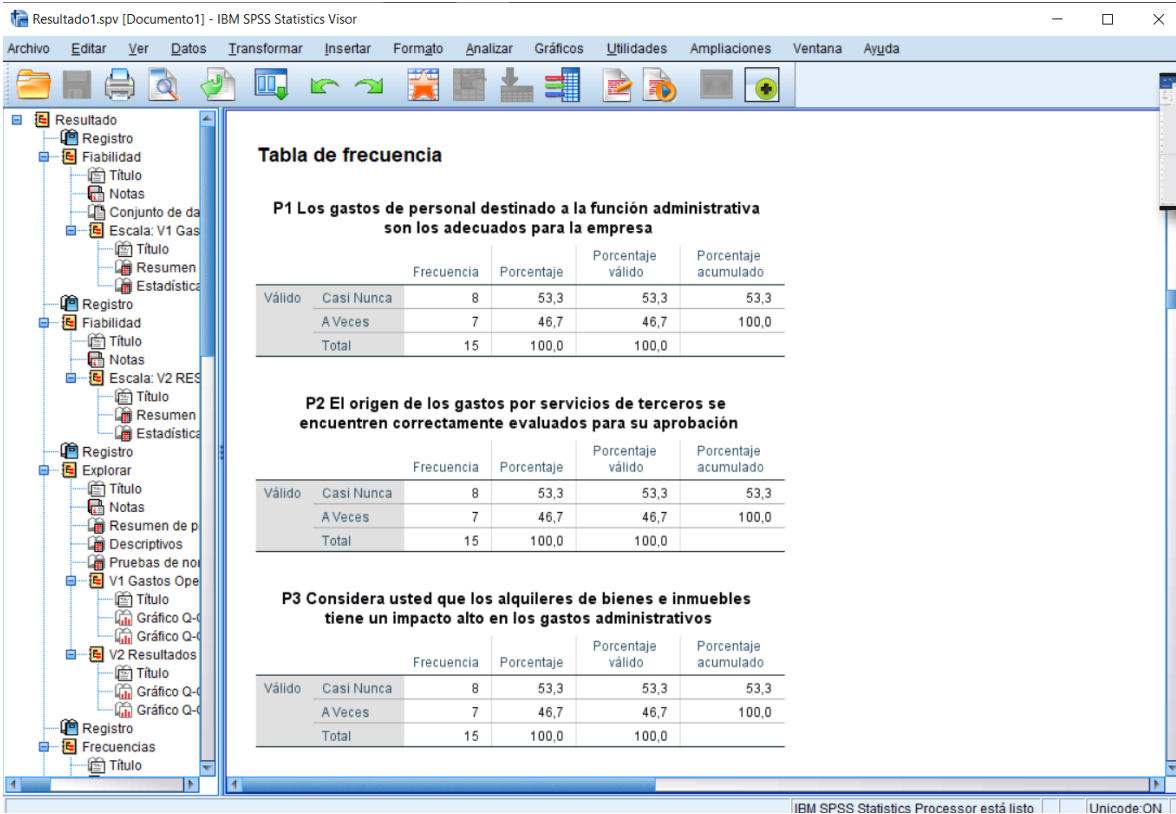 Resultado1.spv [Documento1] - IBM SPSS Statistics Visor
Archivo Editar Ver Datos Transformar Insertar Formato Analizar Gráficos Utilidades Ampliaciones Ventana Ayuda
Resultado
Registro
Fiabilidad
Título
Notas
Conjunto de da
Escala: V1 Gas
Título
Resumen
Estadística
Registro
Fiabilidad
Título
Notas
Escala: V2 RES
Título
Resumen
Estadística
Registro
Explorar
Título
Notas
Resumen de p
Descriptivos
Pruebas de nor
V1 Gastos Ope
Título
Gráfico Q-Q
Gráfico Q-Q
V2 Resultados
Título
Gráfico Q-Q
Gráfico Q-Q
Registro
Frecuencias
Título
Tabla de frecuencia
P1 Los gastos de personal destinado a la función administrativa
son los adecuados para la empresa
Frecuencia Porcentaje Porcentaje válido Porcentaje acumulado
Válido Casi Nunca 8 53,3 53,3 53,3
A Veces 7 46,7 46,7 100,0
Total 15 100,0 100,0
P2 El origen de los gastos por servicios de terceros se
encuentren correctamente evaluados para su aprobación
Frecuencia Porcentaje Porcentaje válido Porcentaje acumulado
Válido Casi Nunca 8 53,3 53,3 53,3
A Veces 7 46,7 46,7 100,0
Total 15 100,0 100,0
P3 Considera usted que los alquileres de bienes e inmuebles
tiene un impacto alto en los gastos administrativos
Frecuencia Porcentaje Porcentaje válido Porcentaje acumulado
Válido Casi Nunca 8 53,3 53,3 53,3
A Veces 7 46,7 46,7 100,0
Total 15 100,0 100,0
IBM SPSS Statistics Processor está listo Unicode:ON